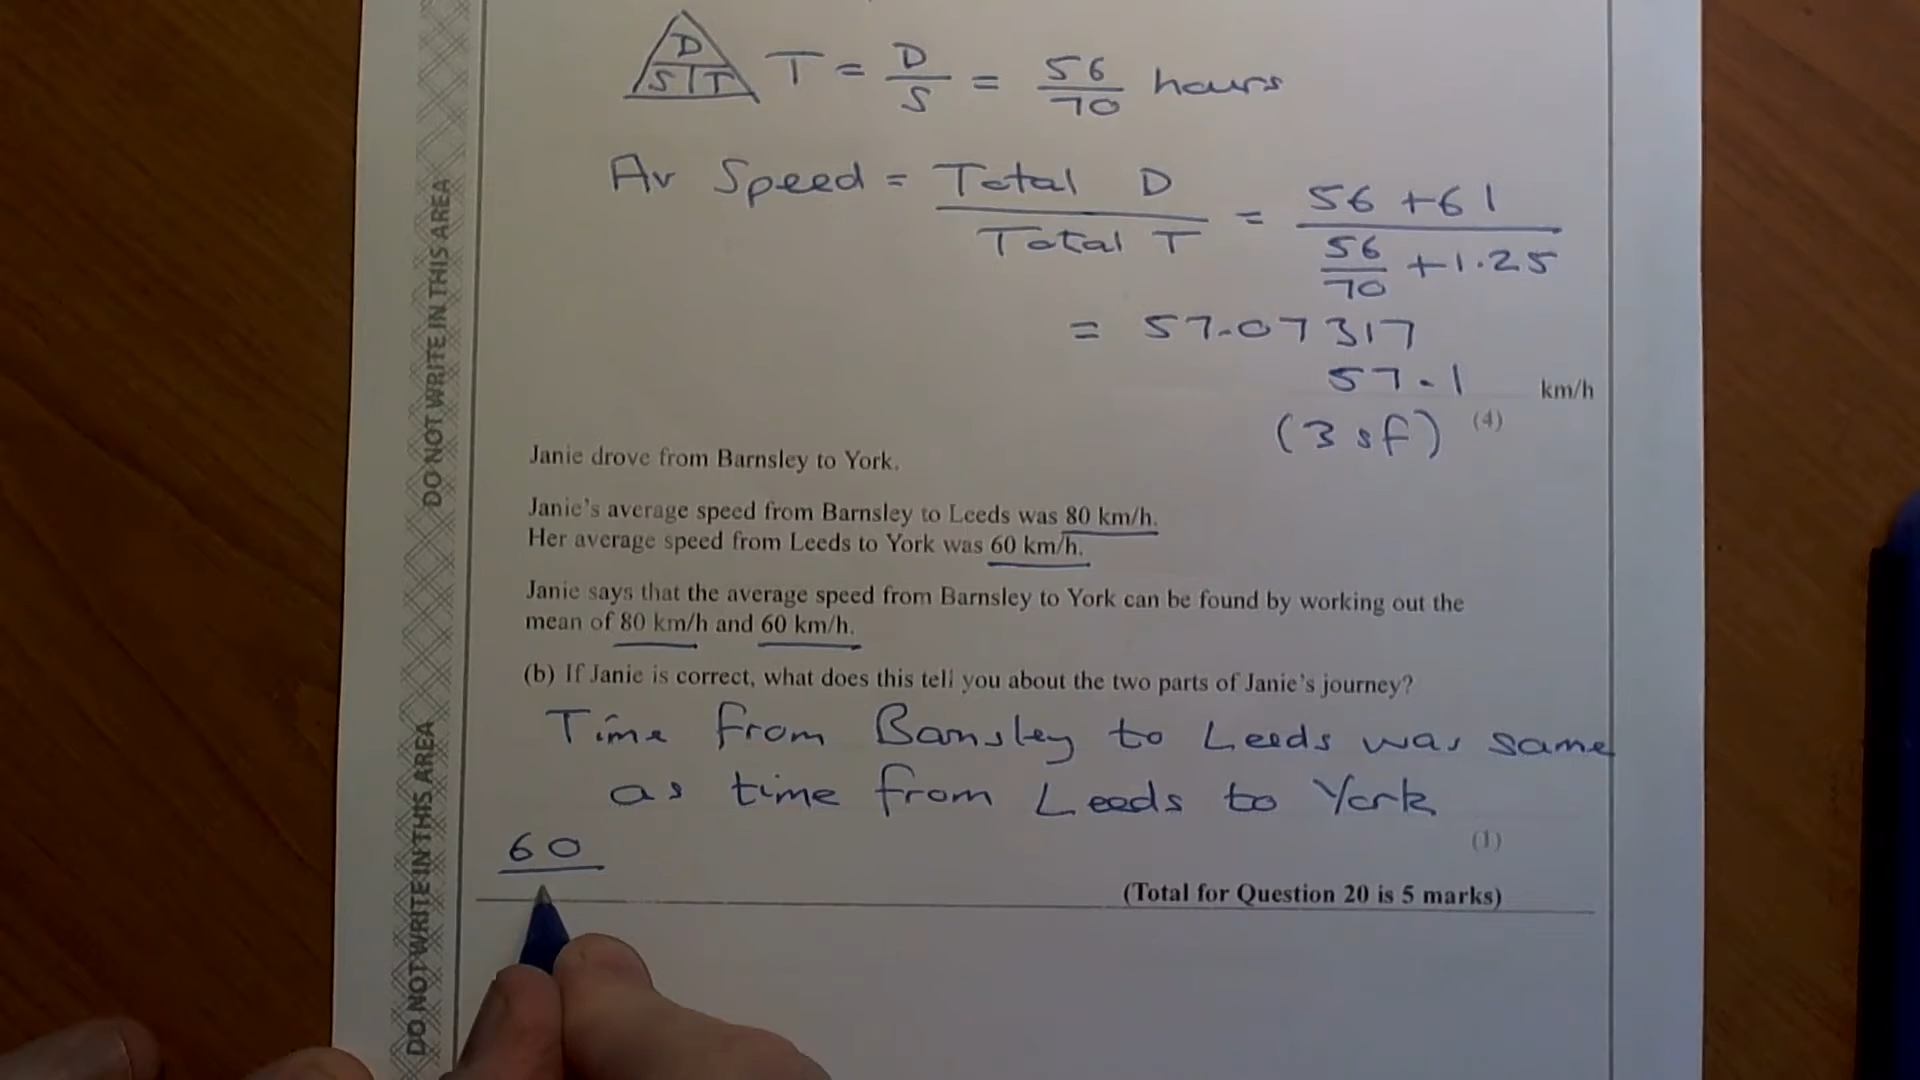 D
S T
T = D/S = 56/70 hours
Av Speed = Total D / Total T = 56 + 61 / 56/70 + 1.25
= 57.07317
57.1 km/h
(3 sf) (4)
Janie drove from Barnsley to York.
Janie's average speed from Barnsley to Leeds was 80 km/h.
Her average speed from Leeds to York was 60 km/h.
Janie says that the average speed from Barnsley to York can be found by working out the
mean of 80 km/h and 60 km/h.
(b) If Janie is correct, what does this tell you about the two parts of Janie's journey?
Time from Barnsley to Leeds was same
as time from Leeds to York
60
(1)
(Total for Question 20 is 5 marks)
DO NOT WRITE IN THIS AREA
DO NOT WRITE IN THIS AREA